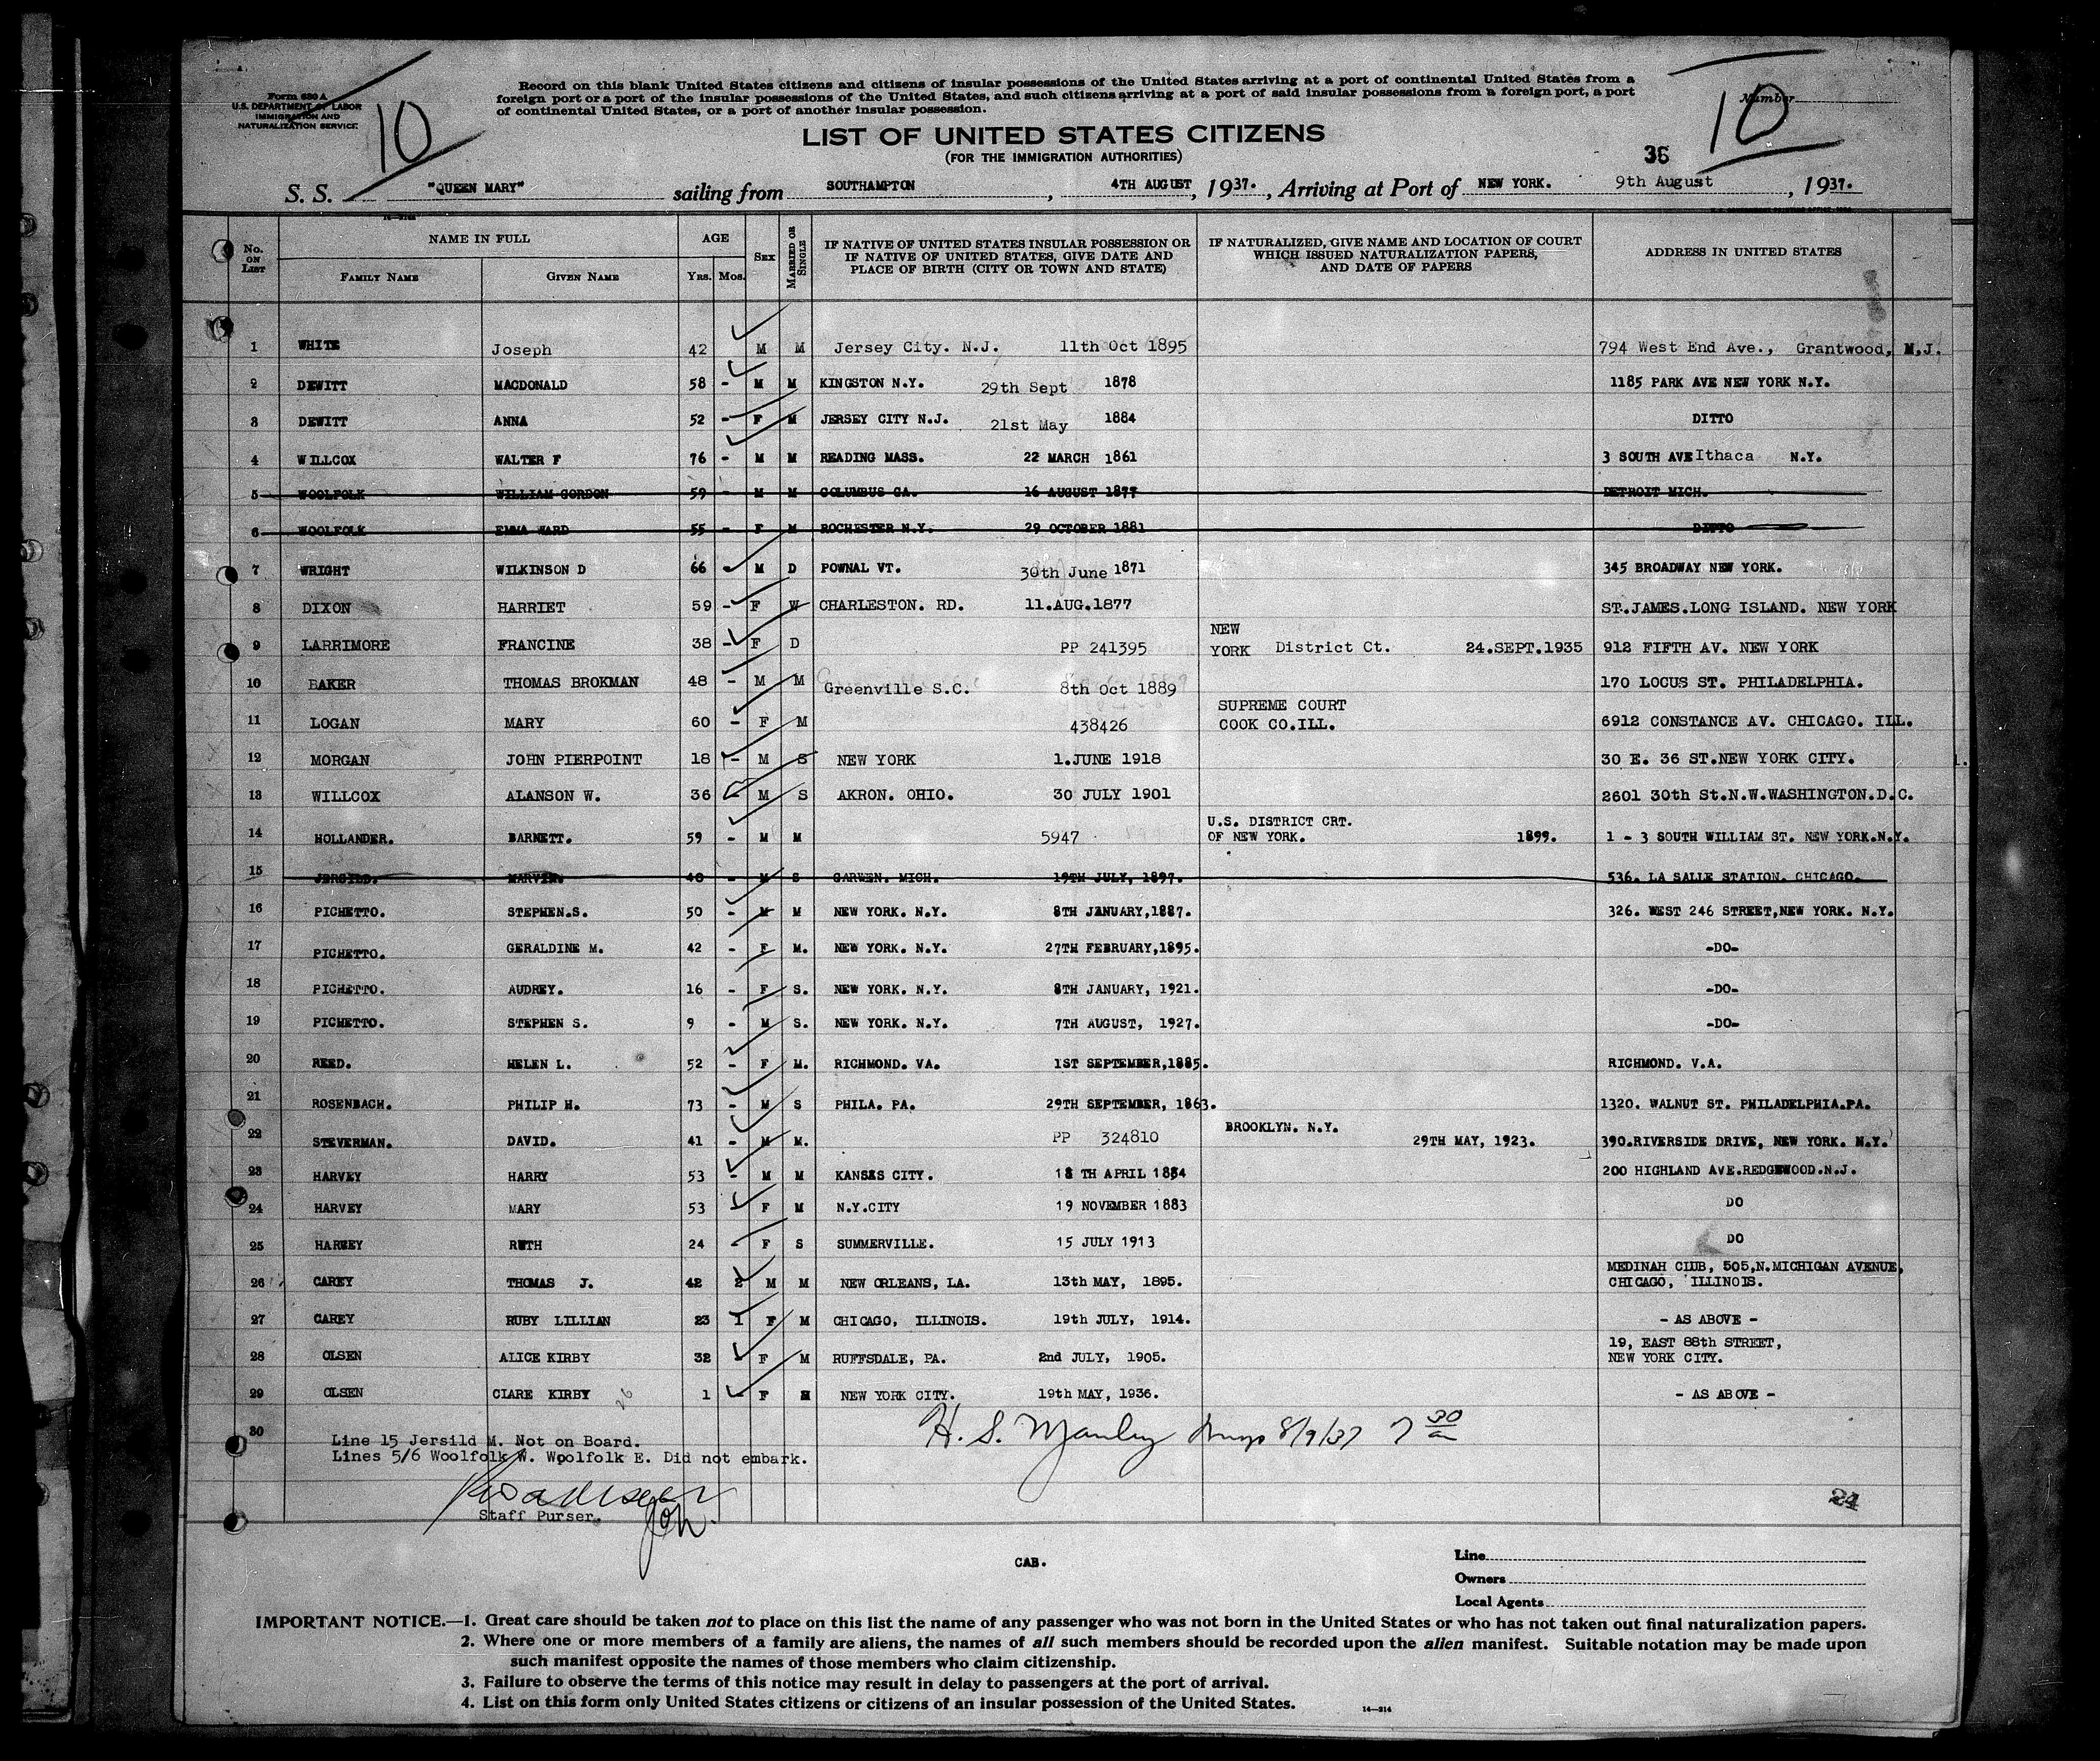 Form 630 A
U.S. DEPARTMENT OF LABOR
IMMIGRATION AND
NATURALIZATION SERVICE
10
Record on this blank United States citizens and citizens of insular possessions of the United States arriving at a port of continental United States from a
foreign port or a port of the insular possessions of the United States, and such citizens arriving at a port of said insular possessions from a foreign port, a port
of continental United States, or a port of another insular possession.
Number
10
LIST OF UNITED STATES CITIZENS
(FOR THE IMMIGRATION AUTHORITIES)
36
S. S. "QUEEN MARY" sailing from SOUTHAMPTON, 4TH AUGUST, 1937., Arriving at Port of NEW YORK. 9th August, 1937.
No. ON LIST NAME IN FULL AGE SEX MARRIED OR SINGLE IF NATIVE OF UNITED STATES INSULAR POSSESSION OR IF NATIVE OF UNITED STATES, GIVE DATE AND PLACE OF BIRTH (CITY OR TOWN AND STATE) IF NATURALIZED, GIVE NAME AND LOCATION OF COURT WHICH ISSUED NATURALIZATION PAPERS, AND DATE OF PAPERS ADDRESS IN UNITED STATES
FAMILY NAME GIVEN NAME YRS. MOS.
1 WHITE Joseph 42 M M Jersey City. N.J. 11th Oct 1895 794 West End Ave., Grantwood, N.J.
2 DEWITT MACDONALD 58 - M M KINGSTON N.Y. 29th Sept 1878 1185 PARK AVE NEW YORK N.Y.
3 DEWITT ANNA 52 - F M JERSEY CITY N.J. 21st May 1884 DITTO
4 WILLCOX WALTER F 76 - M M READING MASS. 22 MARCH 1861 3 SOUTH AVE Ithaca N.Y.
5 WOOLFOLK WILLIAM GORDON 59 - M M COLUMBUS GA. 16 AUGUST 1877 DETROIT MICH.
6 WOOLFOLK EMMA WARD 55 - F M ROCHESTER N.Y. 29 OCTOBER 1881 DITTO
7 WRIGHT WILKINSON D 66 - M D POWNAL VT. 30th June 1871 345 BROADWAY NEW YORK.
8 DIXON HARRIET 59 - F W CHARLESTON. RD. 11.AUG.1877 ST.JAMES.LONG ISLAND. NEW YORK
9 LARRIMORE FRANCINE 38 - F D PP 241395 NEW YORK District Ct. 24.SEPT.1935 912 FIFTH AV. NEW YORK
10 BAKER THOMAS BROKMAN 48 - M M Greenville S.C. 8th Oct 1889 170 LOCUS ST. PHILADELPHIA.
11 LOGAN MARY 60 - F M 438426 SUPREME COURT COOK CO.ILL. 6912 CONSTANCE AV. CHICAGO. ILL.
12 MORGAN JOHN PIERPOINT 18 - M S NEW YORK 1.JUNE 1918 30 E. 36 ST.NEW YORK CITY.
13 WILLCOX ALANSON W. 36 - M S AKRON. OHIO. 30 JULY 1901 2601 30th St.N.W.WASHINGTON.D.C.
14 HOLLANDER. BARNETT. 59 - M M 5947 U.S. DISTRICT CRT. OF NEW YORK. 1899. 1 - 3 SOUTH WILLIAM ST. NEW YORK.N.Y.
15 JERSILD. MARVIN. 40 - M S GARWEN. MICH. 19TH JULY, 1897. 536. LA SALLE STATION. CHICAGO.
16 PICHETTO. STEPHEN.S. 50 - M M NEW YORK. N.Y. 8TH JANUARY,1887. 326. WEST 246 STREET,NEW YORK. N.Y.
17 PICHETTO. GERALDINE M. 42 - F M. NEW YORK. N.Y. 27TH FEBRUARY,1895. -DO-
18 PICHETTO. AUDREY. 16 - F S. NEW YORK. N.Y. 8TH JANUARY, 1921. -DO-
19 PICHETTO. STEPHEN S. 9 - M S. NEW YORK. N.Y. 7TH AUGUST, 1927. -DO-
20 REED. HELEN L. 52 - F M. RICHMOND. VA. 1ST SEPTEMBER,1885. RICHMOND. V.A.
21 ROSENBACH. PHILIP H. 73 - M S PHILA. PA. 29TH SEPTEMBER, 1863. 1320. WALNUT ST. PHILADELPHIA.PA.
22 STEVERMAN. DAVID. 41 - M M. PP 324810 BROOKLYN. N.Y. 29TH MAY, 1923. 390.RIVERSIDE DRIVE, NEW YORK. N.Y.
23 HARVEY HARRY 53 - M M KANSAS CITY. 18 TH APRIL 1884 200 HIGHLAND AVE.REDGEWOOD.N.J.
24 HARVEY MARY 53 - F M N.Y.CITY 19 NOVEMBER 1883 DO
25 HARVEY RUTH 24 - F S SUMMERVILLE. 15 JULY 1913 DO
26 CAREY THOMAS J. 42 2 M M NEW ORLEANS, LA. 13th MAY, 1895. MEDINAH CLUB, 505,N.MICHIGAN AVENUE, CHICAGO, ILLINOIS.
27 CAREY RUBY LILLIAN 23 1 F M CHICAGO, ILLINOIS. 19th JULY, 1914. - AS ABOVE -
28 OLSEN ALICE KIRBY 32 - F M RUFFSDALE, PA. 2nd JULY, 1905. 19, EAST 88th STREET, NEW YORK CITY.
29 OLSEN CLARE KIRBY 1 - F NEW YORK CITY. 19th MAY, 1936. - AS ABOVE -
30
H. S. Manley 8/9/37 7 30 am
Line 15 Jersild M. Not on Board.
Lines 5/6 Woolfolk W. Woolfolk E. Did not embark.
Staff Purser.
24
CAB.
Line
Owners
Local Agents
IMPORTANT NOTICE.—1. Great care should be taken not to place on this list the name of any passenger who was not born in the United States or who has not taken out final naturalization papers.
2. Where one or more members of a family are aliens, the names of all such members should be recorded upon the alien manifest. Suitable notation may be made upon
such manifest opposite the names of those members who claim citizenship.
3. Failure to observe the terms of this notice may result in delay to passengers at the port of arrival.
4. List on this form only United States citizens or citizens of an insular possession of the United States.
14—214